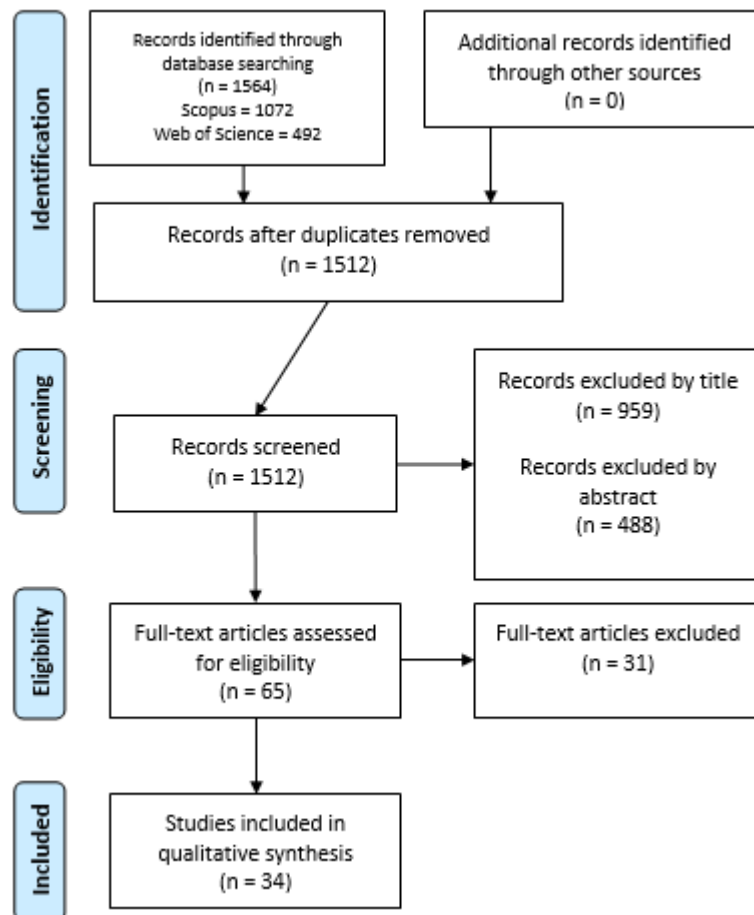 Identification
Records identified through
database searching
(n = 1564)
Scopus = 1072
Web of Science = 492
Additional records identified
through other sources
(n = 0)
Records after duplicates removed
(n = 1512)
Screening
Records screened
(n = 1512)
Records excluded by title
(n = 959)
Records excluded by
abstract
(n = 488)
Eligibility
Full-text articles assessed
for eligibility
(n = 65)
Full-text articles excluded
(n = 31)
Included
Studies included in
qualitative synthesis
(n = 34)